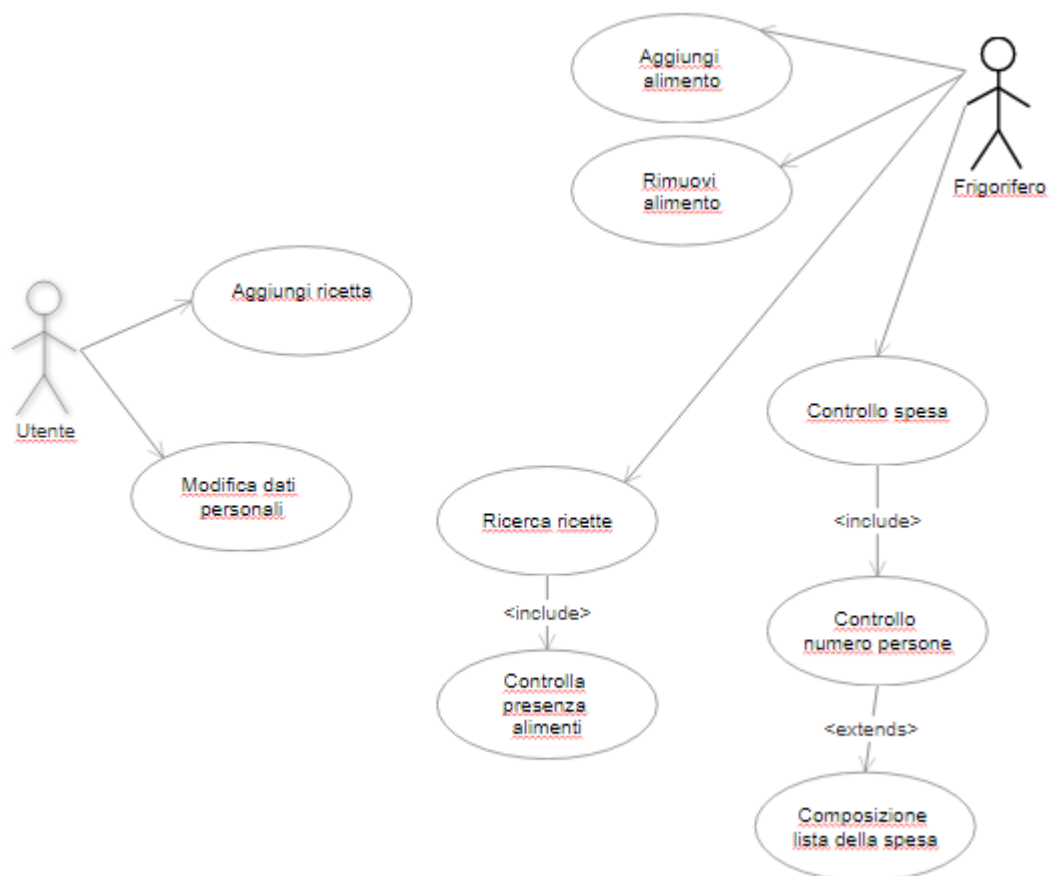 Aggiungi
alimento
Rimuovi
alimento
Frigorifero
Aggiungi ricetta
Utente
Modifica dati
personali
Controllo spesa
Ricerca ricette
<include>
<include>
Controllo
numero persone
Controlla
presenza
alimenti
<extends>
Composizione
lista della spesa